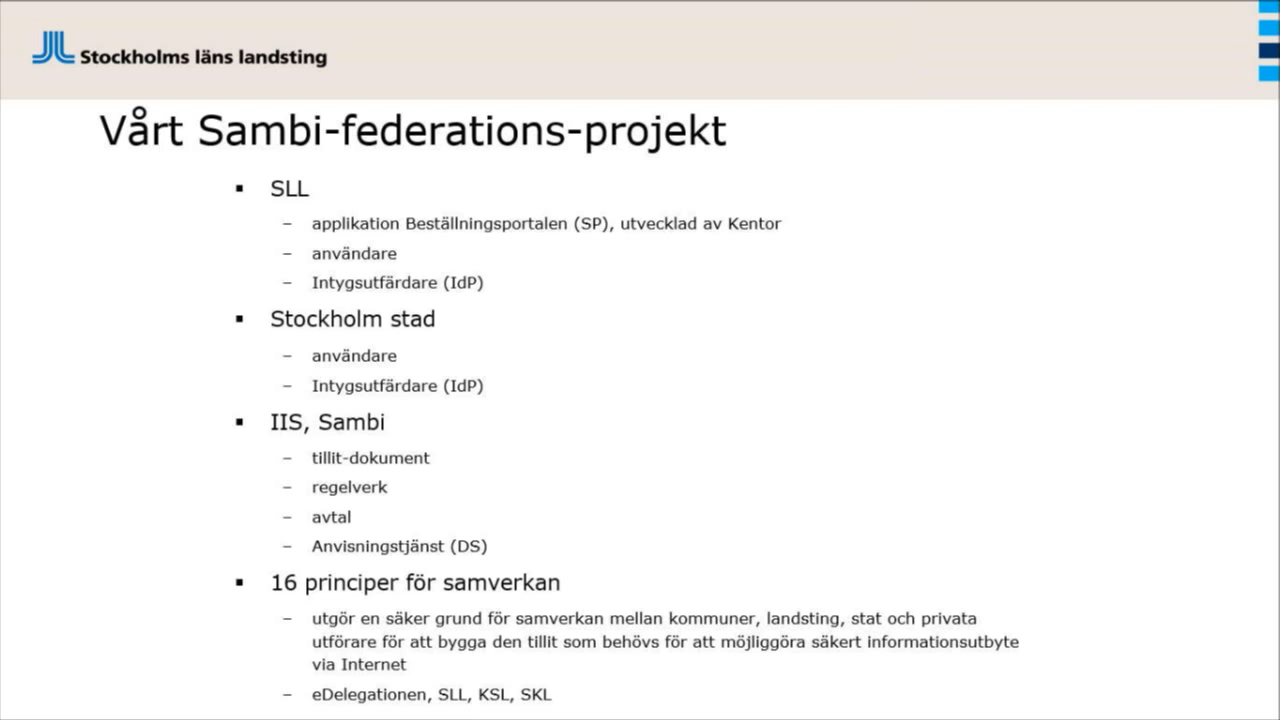 Stockholms läns landsting
Vårt Sambi-federations-projekt
▪ SLL
– applikation Beställningsportalen (SP), utvecklad av Kentor
– användare
– Intygsutfärdare (IdP)
▪ Stockholm stad
– användare
– Intygsutfärdare (IdP)
▪ IIS, Sambi
– tillit-dokument
– regelverk
– avtal
– Anvisningstjänst (DS)
▪ 16 principer för samverkan
– utgör en säker grund för samverkan mellan kommuner, landsting, stat och privata
utförare för att bygga den tillit som behövs för att möjliggöra säkert informationsutbyte
via Internet
– eDelegationen, SLL, KSL, SKL